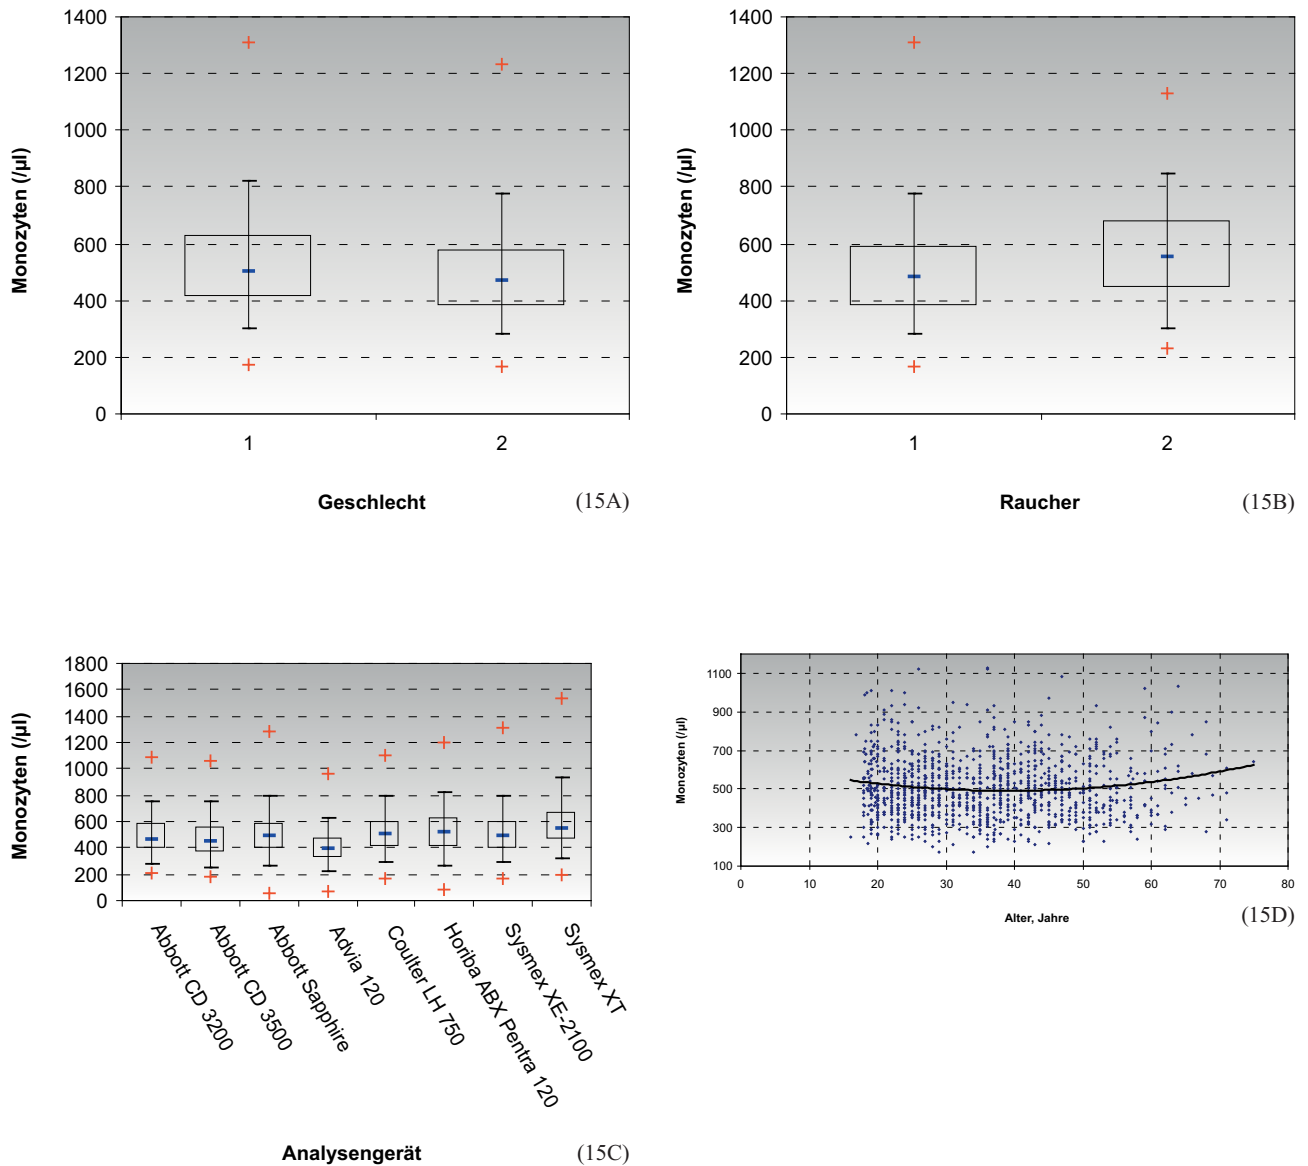 1400
1200
1000
800
600
400
200
0
Monozyten (/µl)
1
2
Geschlecht
(15A)
1400
1200
1000
800
600
400
200
0
Monozyten (/µl)
1
2
Raucher
(15B)
1800
1600
1400
1200
1000
800
600
400
200
0
Monozyten (/µl)
Abbott CD 3200
Abbott CD 3500
Abbott Sapphire
Advia 120
Coulter LH 750
Horiba ABX Pentra 120
Sysmex XE-2100
Sysmex XT
Analysengerät
(15C)
1100
900
700
500
300
100
Monozyten (/µl)
0
10
20
30
40
50
60
70
80
Alter, Jahre
(15D)